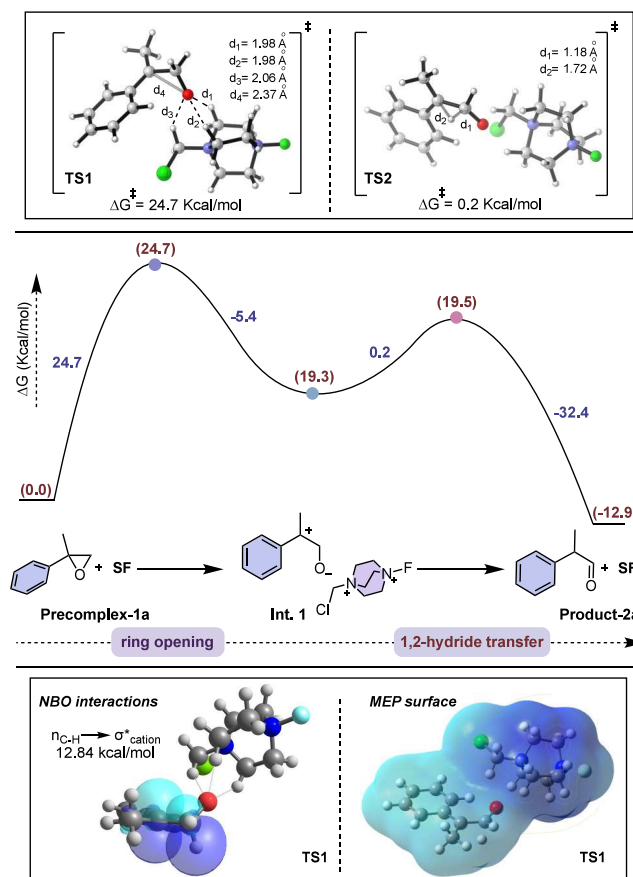 ‡
d₁ = 1.98 Å
d₂ = 1.98 Å
d₃ = 2.06 Å
d₄ = 2.37 Å
d₄
d₁
d₃
d₂
TS1
ΔG‡ = 24.7 Kcal/mol
‡
d₁ = 1.18 Å
d₂ = 1.72 Å
d₂
d₁
TS2
ΔG‡ = 0.2 Kcal/mol
ΔG (Kcal/mol)
(24.7)
(19.5)
-5.4
24.7
0.2
(19.3)
-32.4
(0.0)
(-12.9
O
+ SF
Precomplex-1a
+
O
−
N
+
N
+
F
Cl
Int. 1
O
+ SF
Product-2a
ring opening
1,2-hydride transfer
NBO interactions
n C-H → σ* cation
12.84 kcal/mol
TS1
MEP surface
TS1